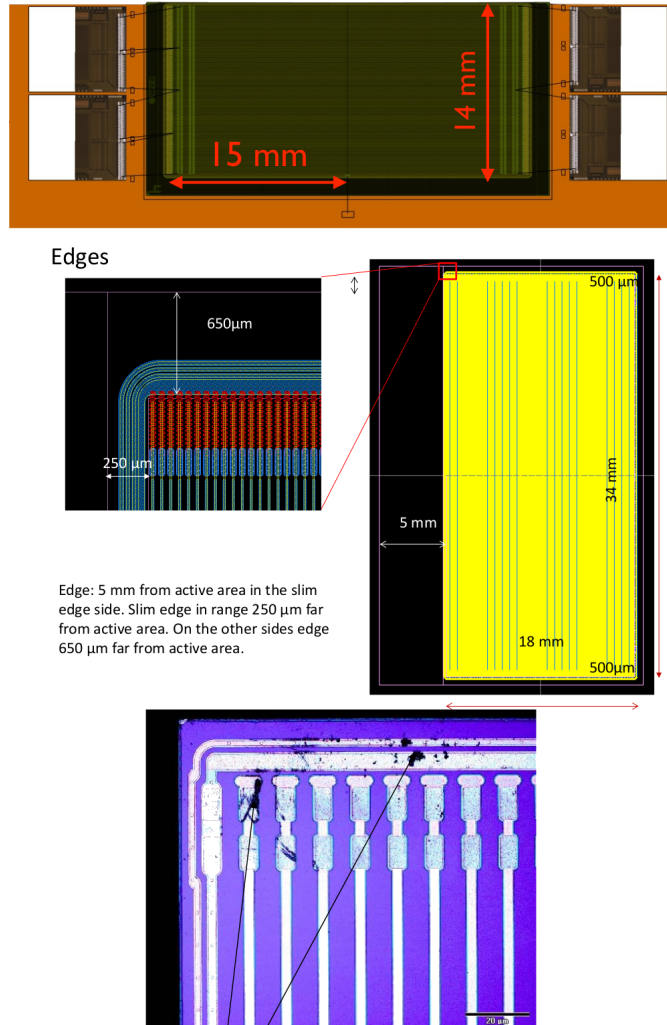 15 mm
14 mm
Edges
650μm
250 μm
500 μm
34 mm
5 mm
18 mm
500μm
Edge: 5 mm from active area in the slim
edge side. Slim edge in range 250 μm far
from active area. On the other sides edge
650 μm far from active area.
20 μm